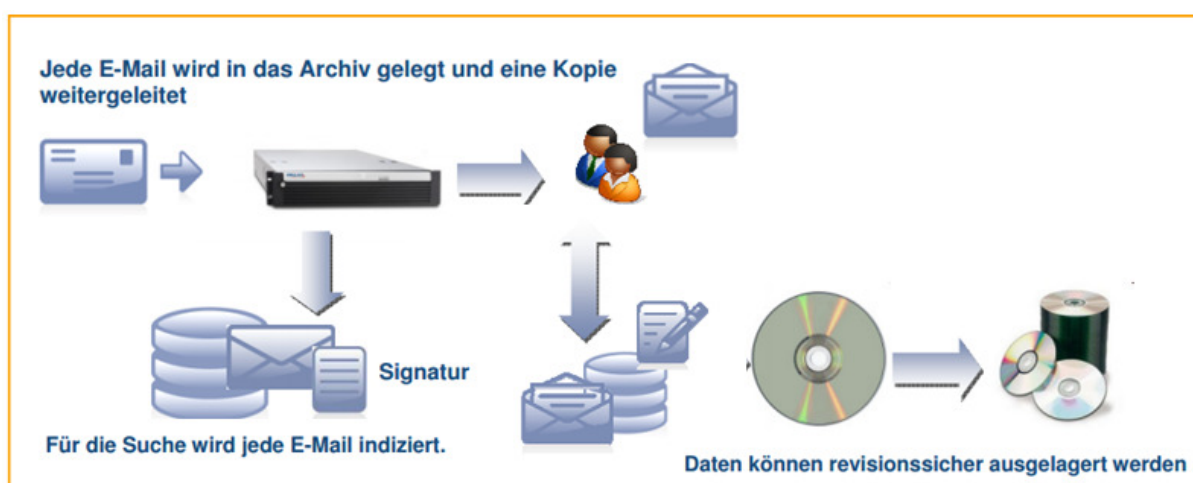 Jede E-Mail wird in das Archiv gelegt und eine Kopie
weitergeleitet
Signatur
Für die Suche wird jede E-Mail indiziert.
Daten können revisionssicher ausgelagert werden